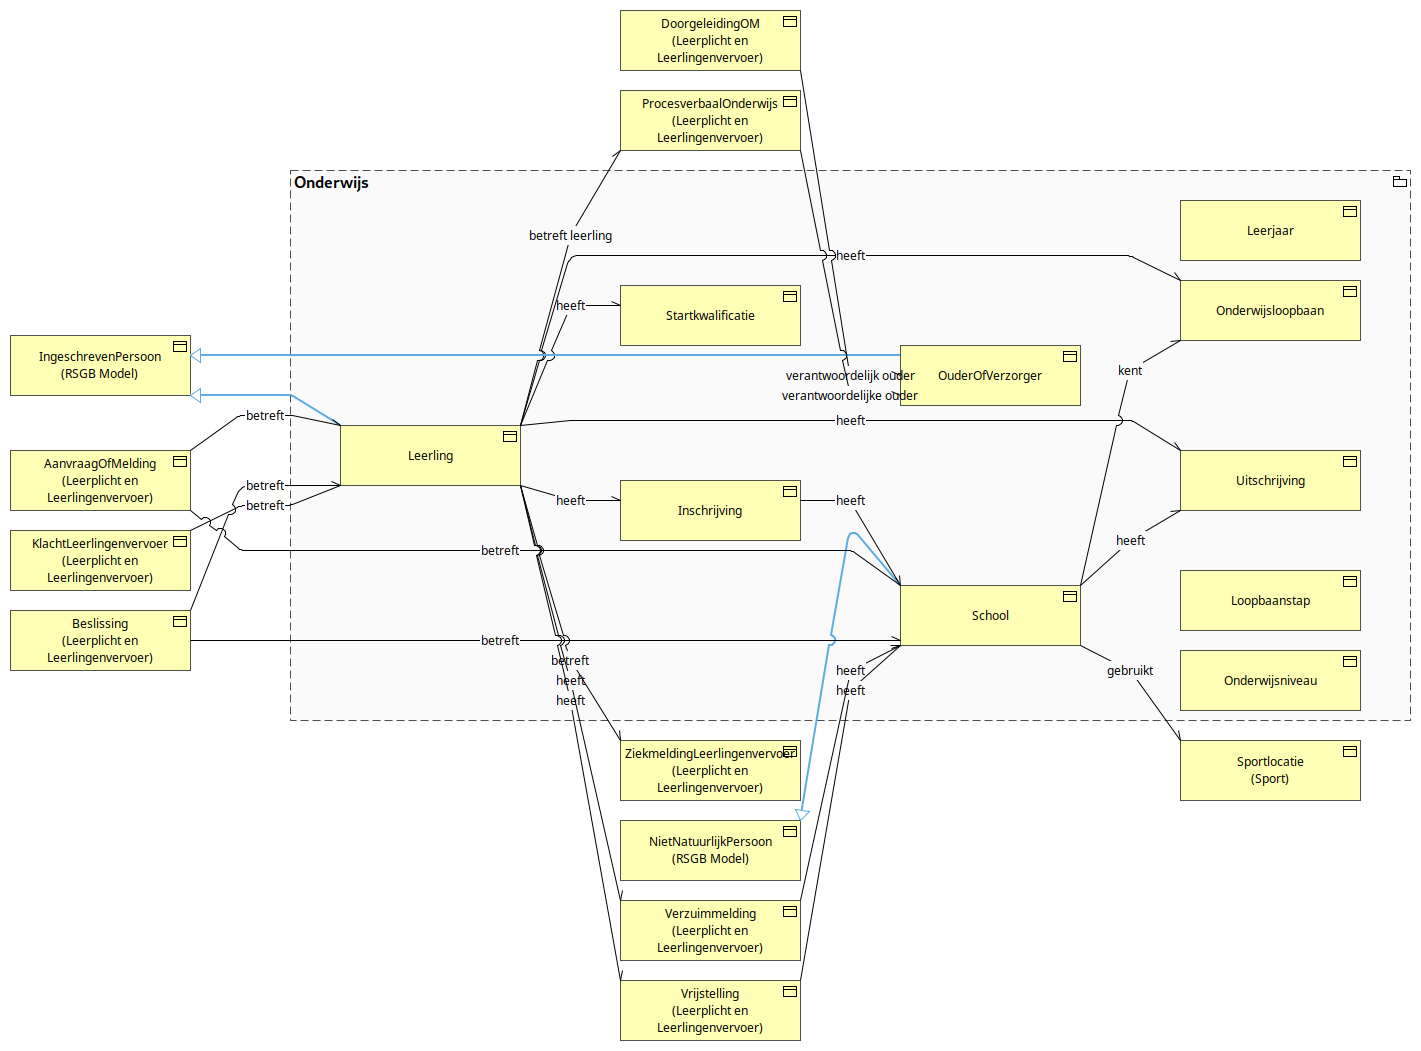 DoorgeleidingOM
(Leerplicht en
Leerlingenvervoer)
ProcesverbaalOnderwijs
(Leerplicht en
Leerlingenvervoer)
Onderwijs
Leerjaar
betreft leerling
heeft
Onderwijsloopbaan
heeft
Startkwalificatie
IngeschrevenPersoon
(RSGB Model)
verantwoordelijk ouder
OuderOfVerzorger
kent
verantwoordelijke ouder
betreft
heeft
Leerling
AanvraagOfMelding
(Leerplicht en
Leerlingenvervoer)
Uitschrijving
betreft
betreft
heeft
Inschrijving
heeft
KlachtLeerlingenvervoer
(Leerplicht en
Leerlingenvervoer)
betreft
heeft
Loopbaanstap
Beslissing
(Leerplicht en
Leerlingenvervoer)
School
betreft
betreft
heeft
heeft
heeft
heeft
gebruikt
Onderwijsniveau
ZiekmeldingLeerlingenvervoer
(Leerplicht en
Leerlingenvervoer)
Sportlocatie
(Sport)
NietNatuurlijkPersoon
(RSGB Model)
Verzuimmelding
(Leerplicht en
Leerlingenvervoer)
Vrijstelling
(Leerplicht en
Leerlingenvervoer)